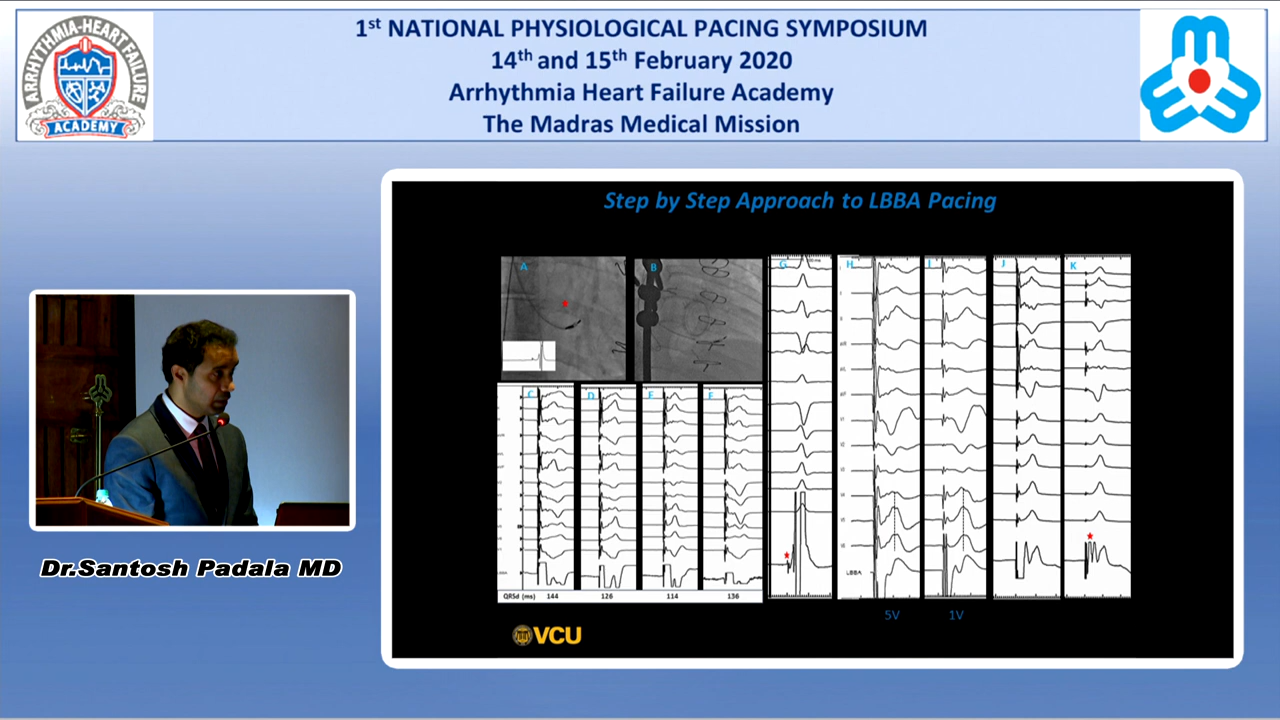 1st NATIONAL PHYSIOLOGICAL PACING SYMPOSIUM
14th and 15th February 2020
Arrhythmia Heart Failure Academy
The Madras Medical Mission
ARRHYTHMIA-HEART FAILURE
ACADEMY
Step by Step Approach to LBBA Pacing
A
B
C
D
E
F
G
H
I
J
K
LBBA
QRSd (ms) 144 126 114 136
5V 1V
VCU
Dr.Santosh Padala MD